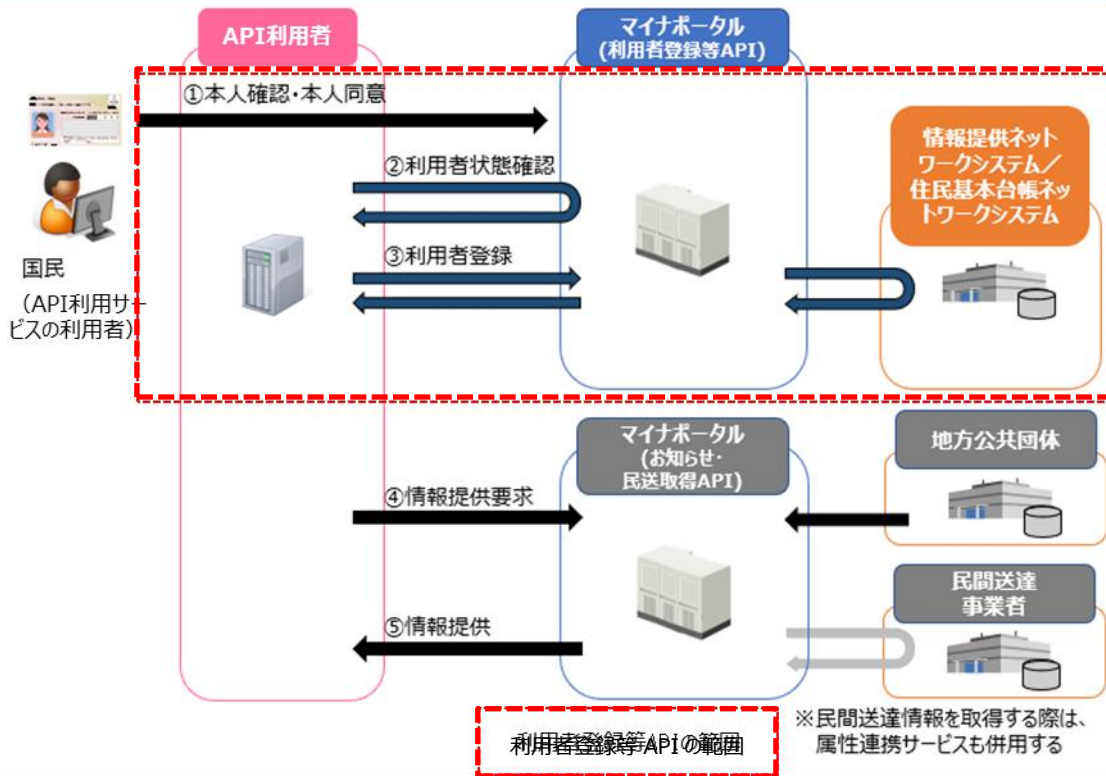 API利用者
マイナポータル
(利用者登録等API)
①本人確認・本人同意
情報提供ネット
ワークシステム／
住民基本台帳ネッ
トワークシステム
②利用者状態確認
③利用者登録
国民
（API利用サー
ビスの利用者）
マイナポータル
(お知らせ・
民送取得API)
地方公共団体
④情報提供要求
民間送達
事業者
⑤情報提供
利用者登録等APIの範囲
※民間送達情報を取得する際は、
属性連携サービスも併用する